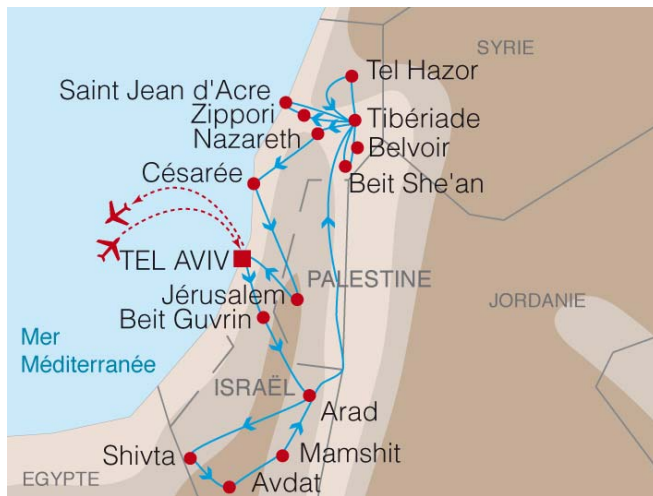 SYRIE
Tel Hazor
Saint Jean d'Acre
Zippori
Tibériade
Nazareth
Belvoir
Césarée
Beit She'an
TEL AVIV
PALESTINE
Jérusalem
JORDANIE
Beit Guvrin
Mer
Méditerranée
ISRAËL
Arad
Shivta
Mamshit
EGYPTE
Avdat